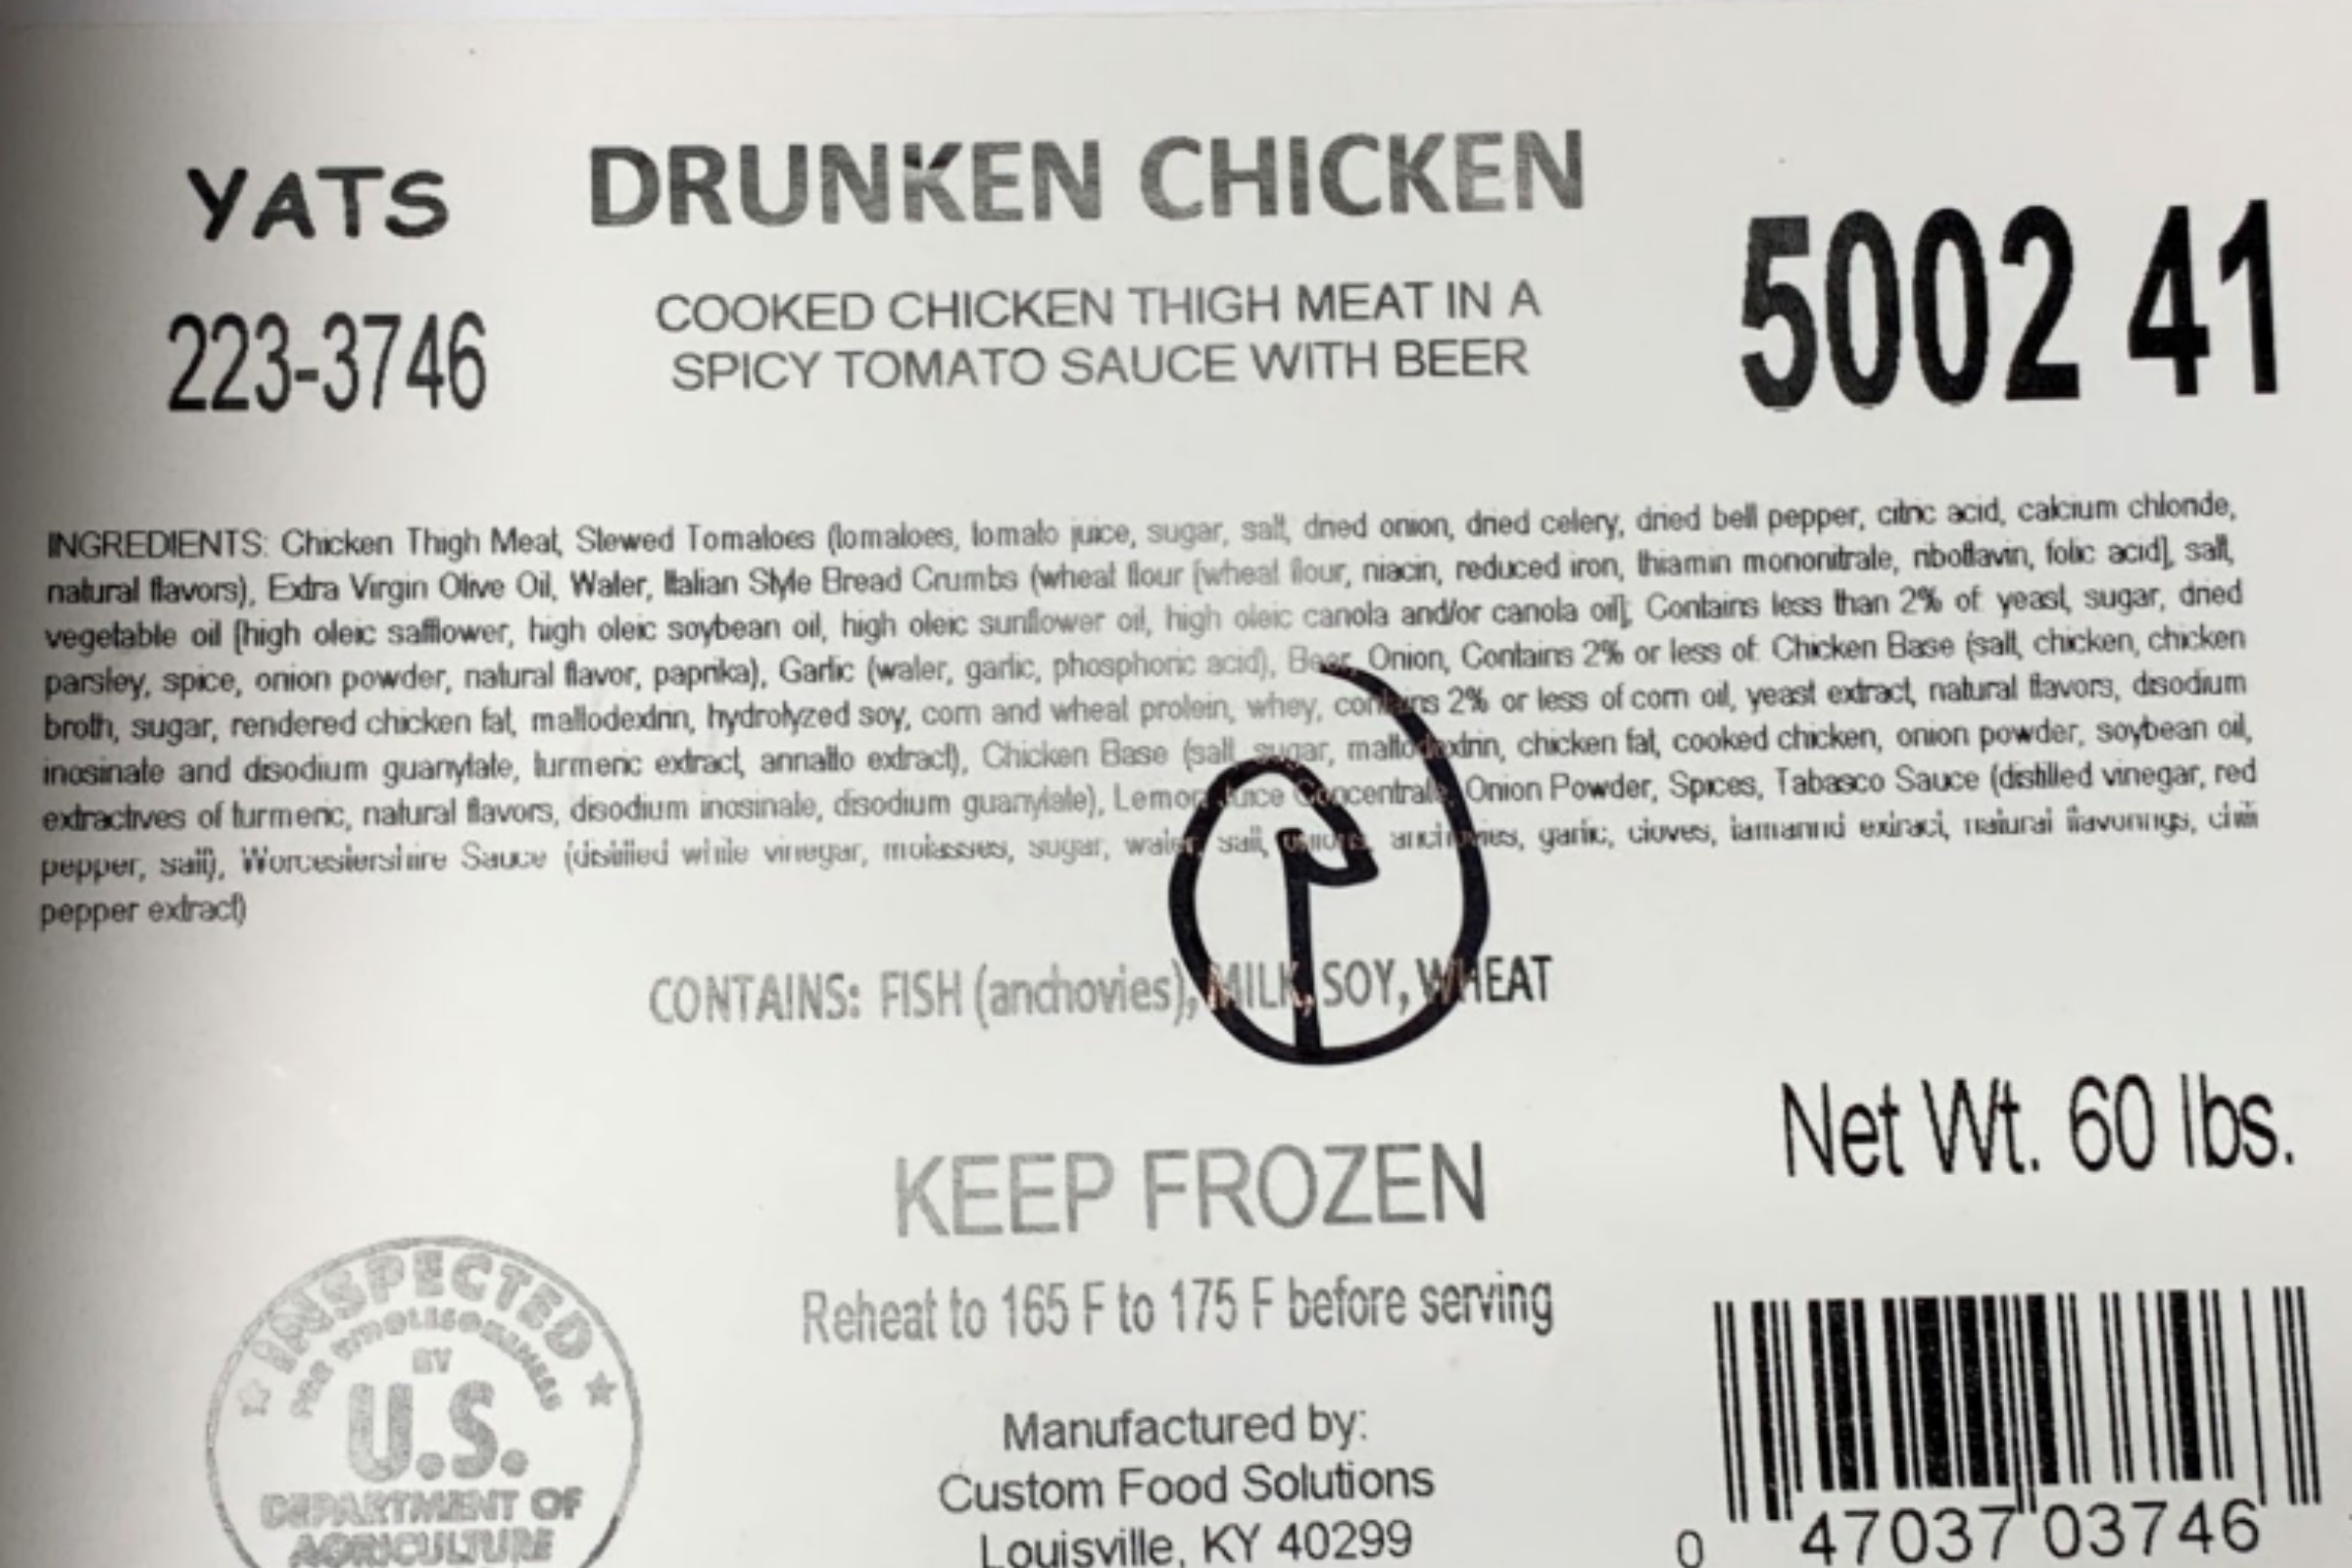 YATS
DRUNKEN CHICKEN
5002 41
223-3746
COOKED CHICKEN THIGH MEAT IN A
SPICY TOMATO SAUCE WITH BEER
INGREDIENTS: Chicken Thigh Meat, Stewed Tomatoes (tomatoes, tomato juice, sugar, salt, dried onion, dried celery, dried bell pepper, citric acid, calcium chloride,
natural flavors), Extra Virgin Olive Oil, Water, Italian Style Bread Crumbs (wheat flour [wheat flour, niacin, reduced iron, thiamin mononitrate, riboflavin, folic acid], salt,
vegetable oil [high oleic safflower, high oleic soybean oil, high oleic sunflower oil, high oleic canola and/or canola oil]; Contains less than 2% of: yeast, sugar, dried
parsley, spice, onion powder, natural flavor, paprika), Garlic (water, garlic, phosphoric acid), Beer, Onion, Contains 2% or less of: Chicken Base (salt, chicken, chicken
broth, sugar, rendered chicken fat, maltodextrin, hydrolyzed soy, corn and wheat protein, whey, contains 2% or less of corn oil, yeast extract, natural flavors, disodium
inosinate and disodium guanylate, turmeric extract, annatto extract), Chicken Base (salt, sugar, maltodextrin, chicken fat, cooked chicken, onion powder, soybean oil,
extractives of turmeric, natural flavors, disodium inosinate, disodium guanylate), Lemon Juice Concentrate, Onion Powder, Spices, Tabasco Sauce (distilled vinegar, red
pepper, salt), Worcestershire Sauce (distilled white vinegar, molasses, sugar, water, salt, onions, anchovies, garlic, cloves, tamarind extract, natural flavorings, chili
pepper extract)
CONTAINS: FISH (anchovies), MILK, SOY, WHEAT
Net Wt. 60 lbs.
KEEP FROZEN
Reheat to 165 F to 175 F before serving
INSPECTED
FOR WHOLESOMENESS
BY
U.S.
DEPARTMENT OF
AGRICULTURE
Manufactured by:
Custom Food Solutions
Louisville, KY 40299
0 47037 03746